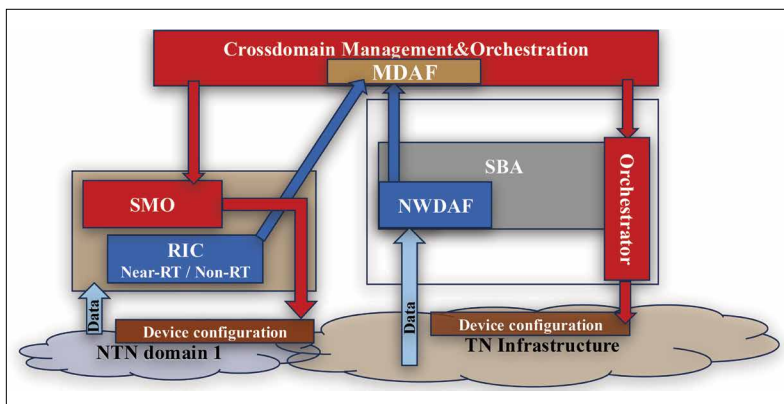 Crossdomain Management&Orchestration
MDAF
SMO
RIC
Near-RT / Non-RT
Data
Device configuration
NTN domain 1
SBA
NWDAF
Orchestrator
Data
Device configuration
TN Infrastructure